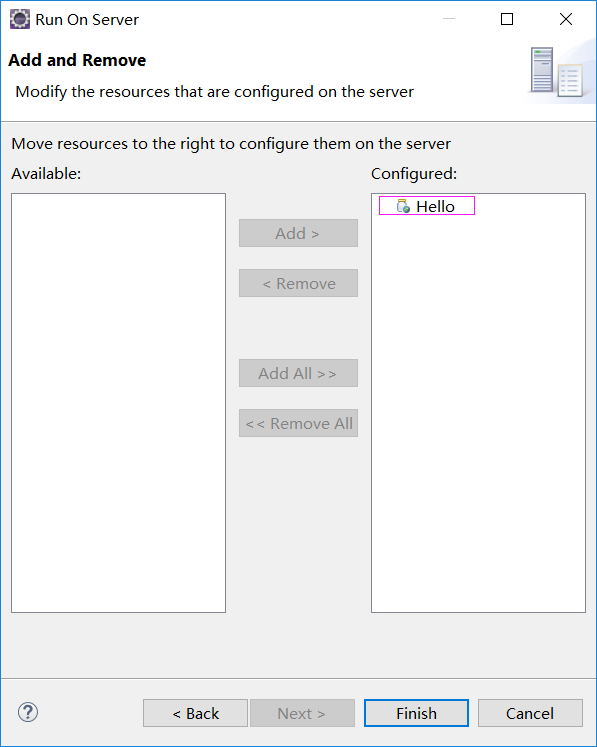 Run On Server
Add and Remove
Modify the resources that are configured on the server
Move resources to the right to configure them on the server
Available:
Configured:
Hello
Add >
< Remove
Add All >>
<< Remove All
?
< Back
Next >
Finish
Cancel